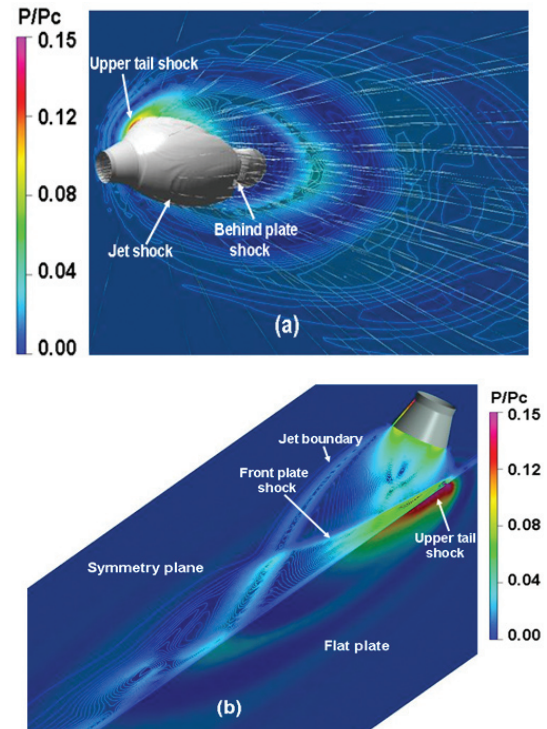 P/Pc
0.15
0.12
0.08
0.04
0.00
Upper tail shock
Jet shock
Behind plate
shock
(a)
P/Pc
0.15
0.12
0.08
0.04
0.00
Jet boundary
Front plate
shock
Upper tail
shock
Symmetry plane
Flat plate
(b)